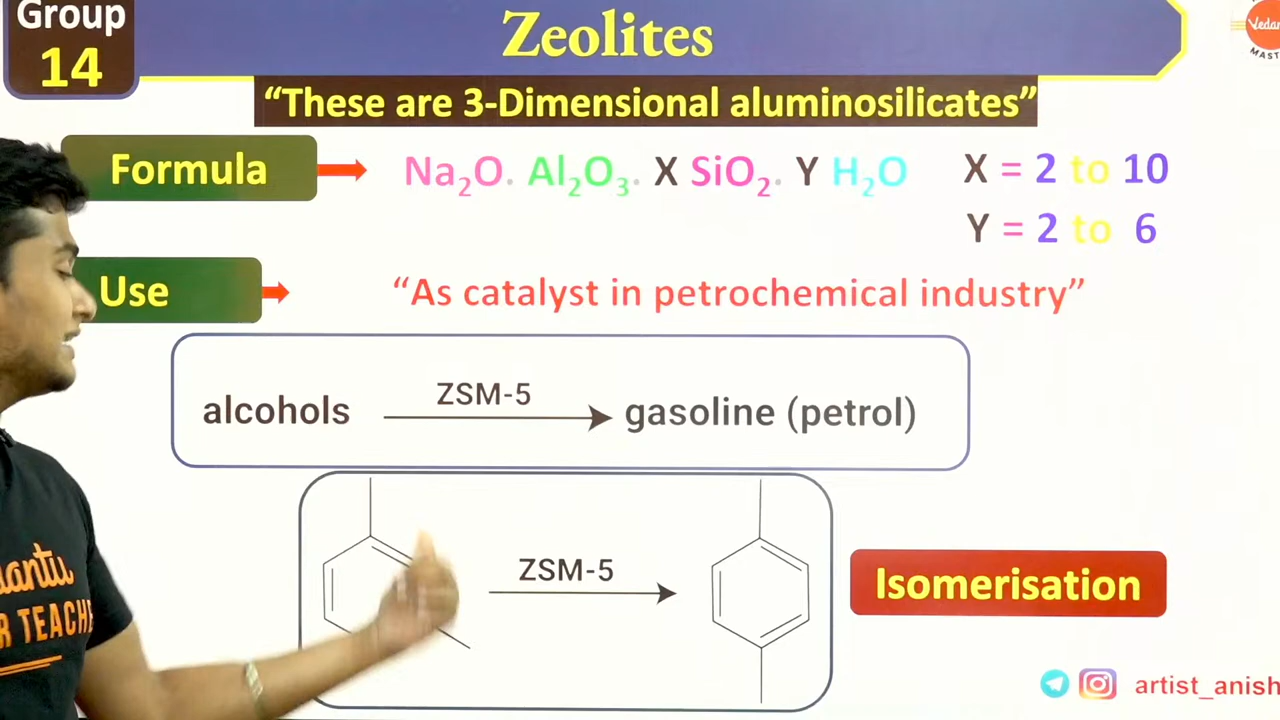 Group
14
Zeolites
“These are 3-Dimensional aluminosilicates”
Formula
Na₂O. Al₂O₃. X SiO₂. Y H₂O
X = 2 to 10
Y = 2 to 6
Use
“As catalyst in petrochemical industry”
alcohols
ZSM-5
gasoline (petrol)
ZSM-5
Isomerisation
artist_anish